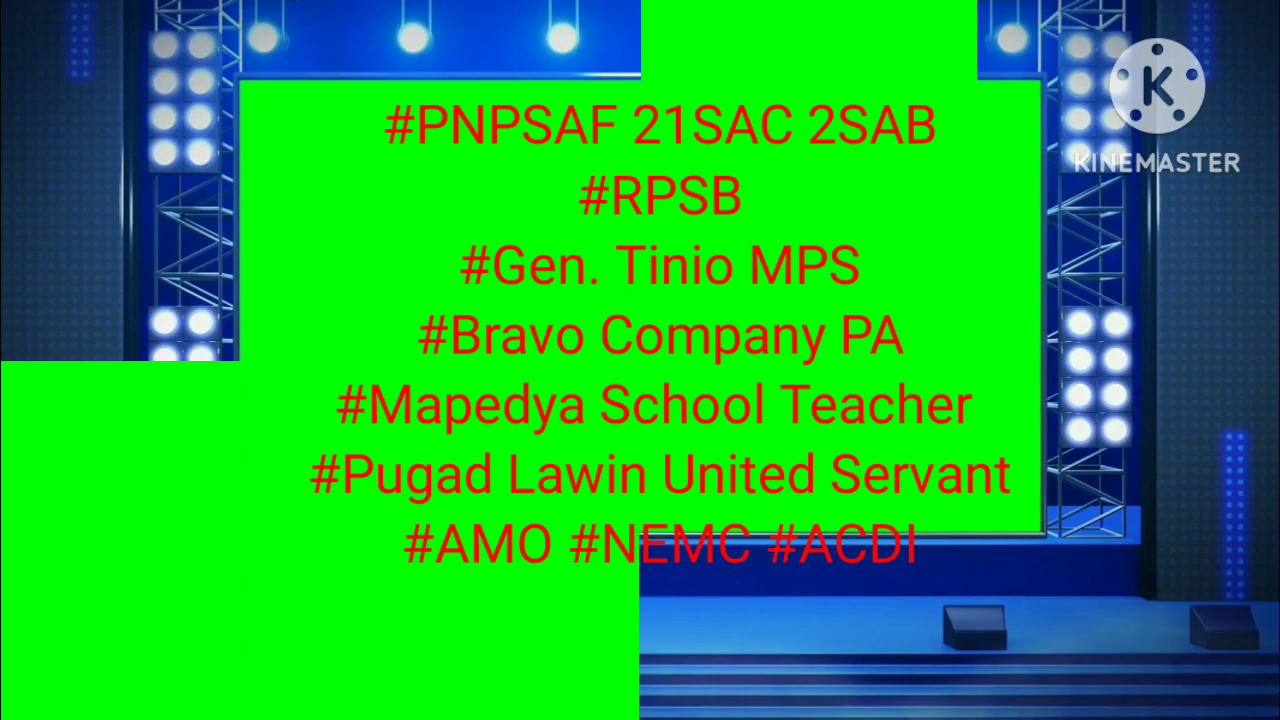 #PNPSAF 21SAC 2SAB
#RPSB
#Gen. Tinio MPS
#Bravo Company PA
#Mapedya School Teacher
#Pugad Lawin United Servant
#AMO #NEMC #ACDI
K
KINEMASTER